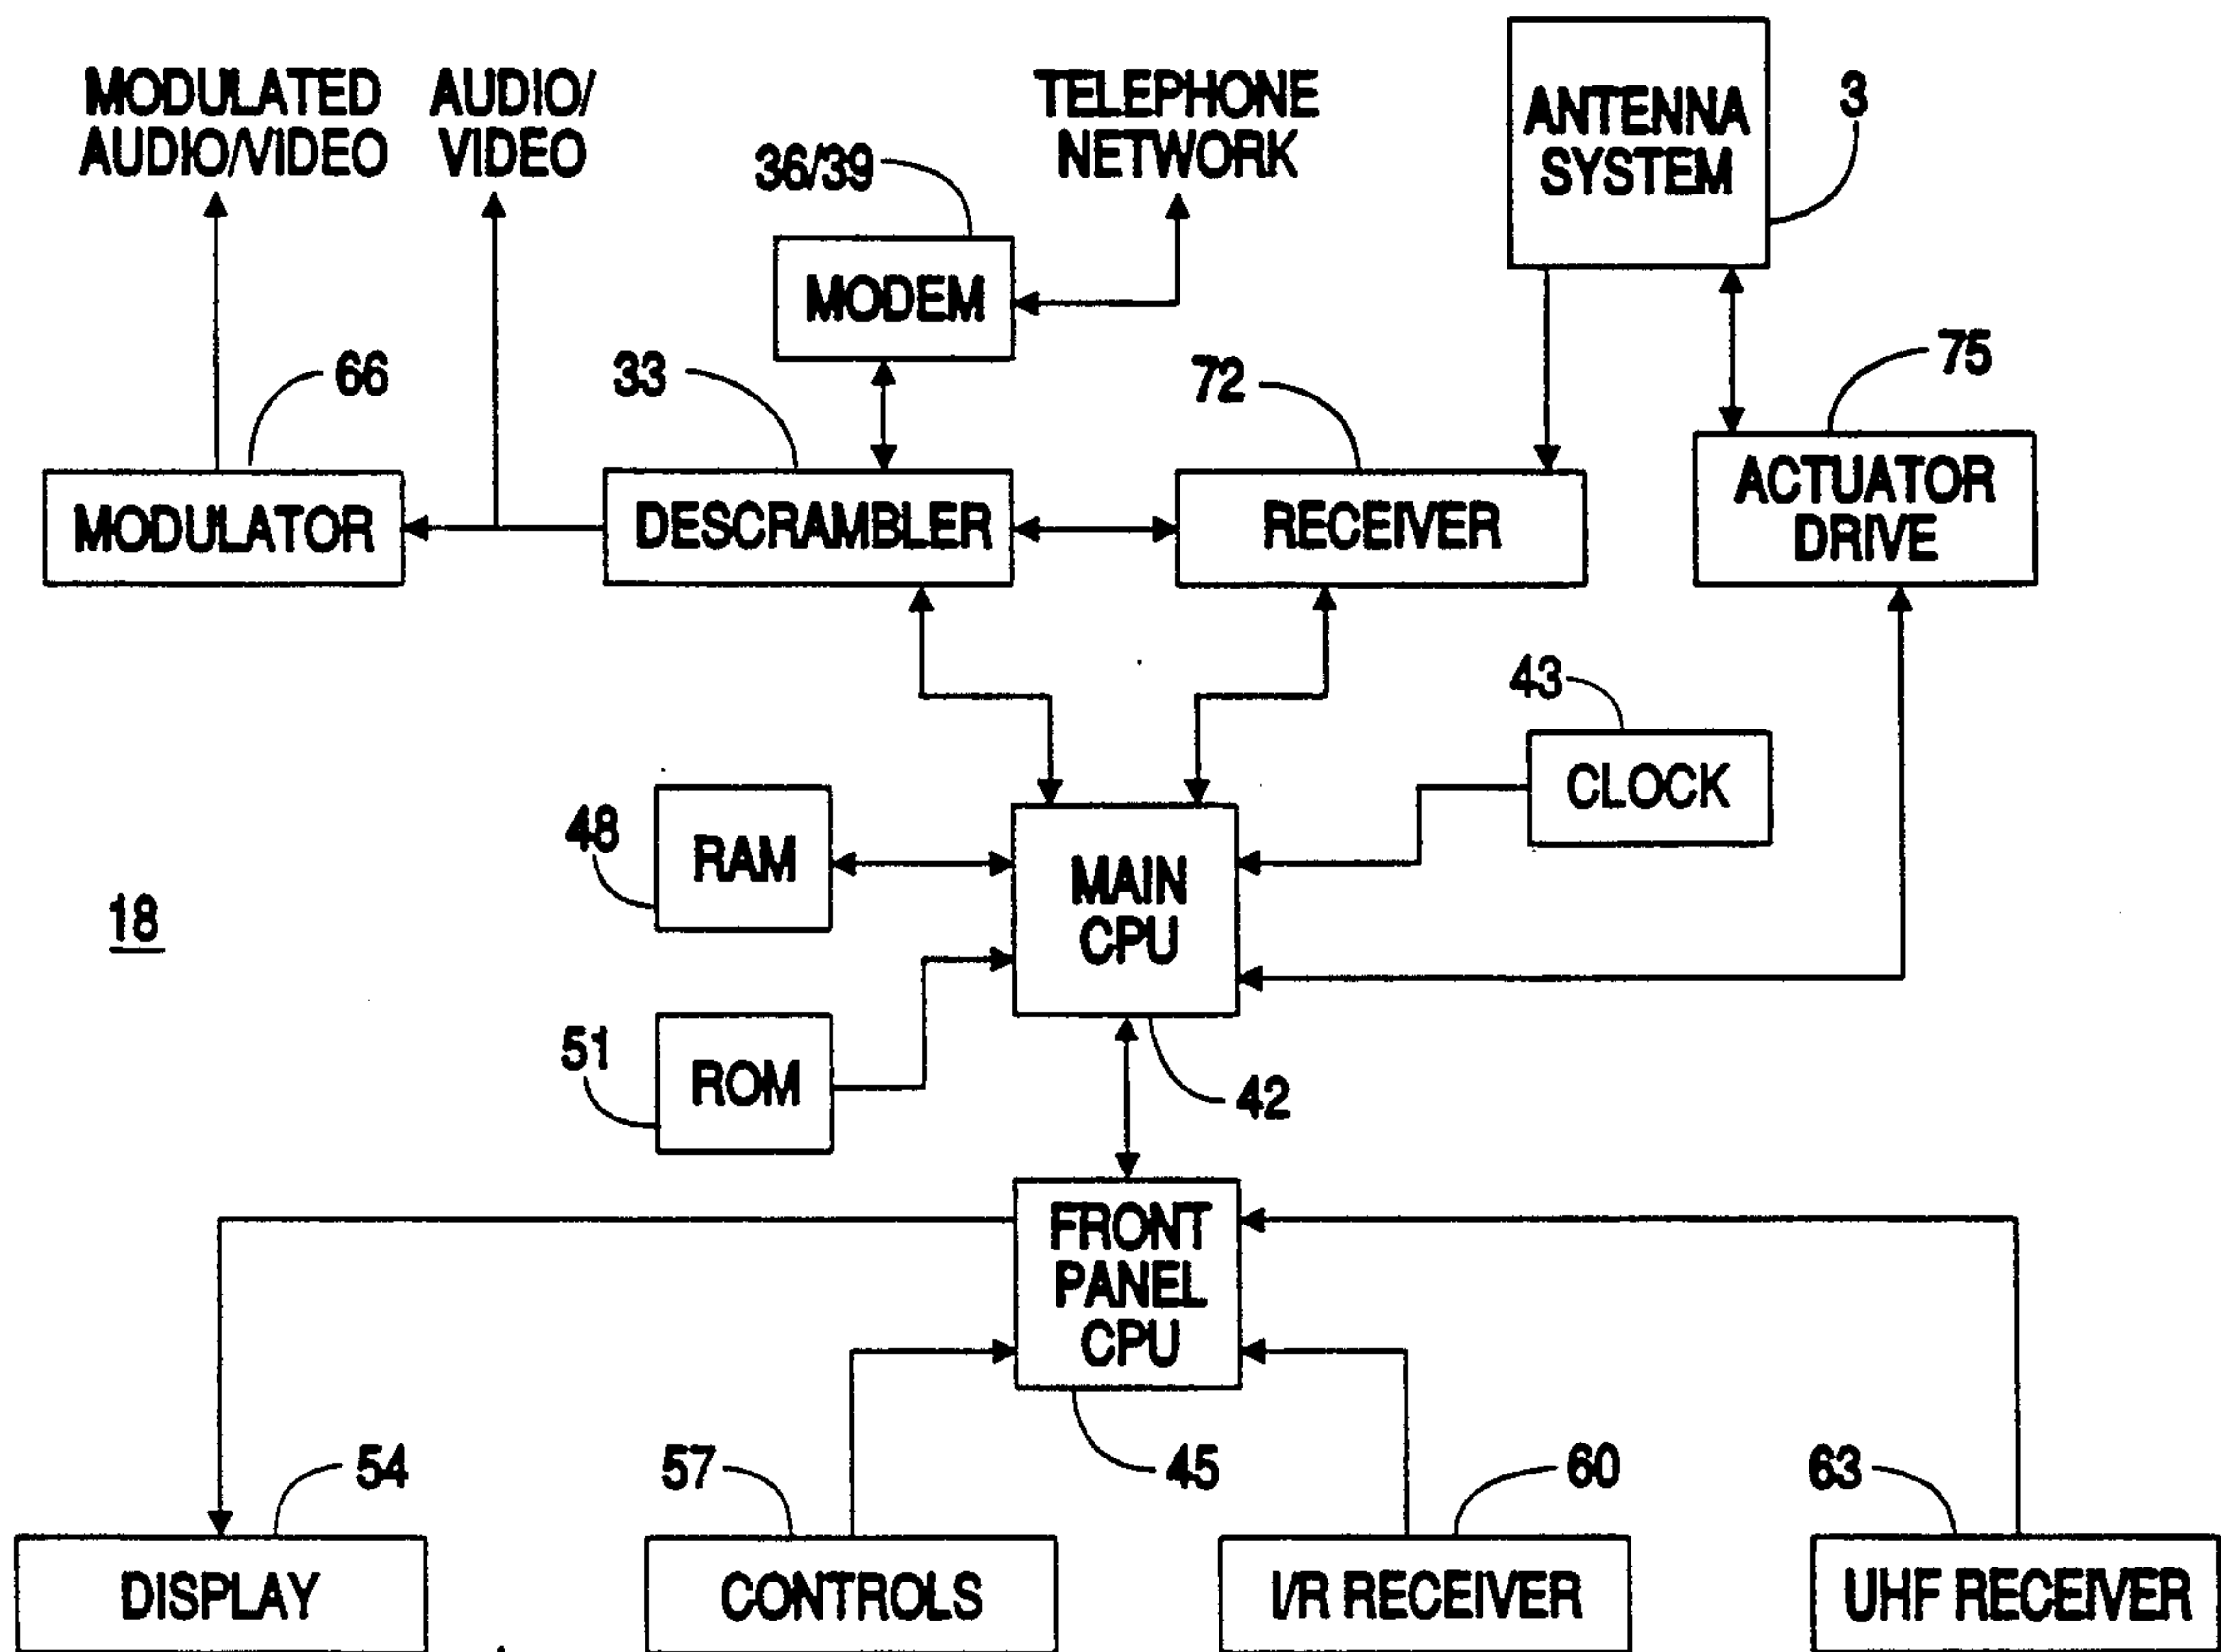 MODULATED
AUDIO/VIDEO
AUDIO/
VIDEO
TELEPHONE
NETWORK
ANTENNA
SYSTEM
3
36/39
MODEM
66
33
72
75
MODULATOR
DESCRAMBLER
RECEIVER
ACTUATOR
DRIVE
43
CLOCK
48
RAM
MAIN
CPU
18
51
ROM
42
FRONT
PANEL
CPU
54
57
45
60
63
DISPLAY
CONTROLS
I/R RECEIVER
UHF RECEIVER